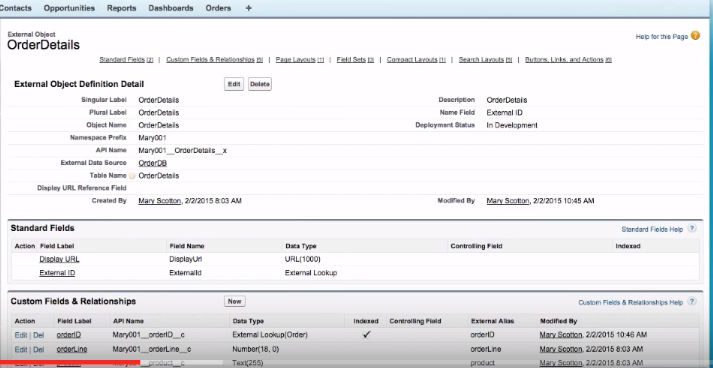 Contacts Opportunities Reports Dashboards Orders +
External Object
OrderDetails
Help for this Page
Standard Fields [2] | Custom Fields & Relationships [5] | Page Layouts [1] | Field Sets [0] | Compact Layouts [1] | Search Layouts [5] | Buttons, Links, and Actions [6]
External Object Definition Detail Edit Delete
Singular Label OrderDetails Description OrderDetails
Plural Label OrderDetails Name Field External ID
Object Name OrderDetails Deployment Status In Development
Namespace Prefix Mary001
API Name Mary001__OrderDetails__x
External Data Source OrderDB
Table Name OrderDetails
Display URL Reference Field
Created By Mary Scotton, 2/2/2015 8:03 AM Modified By Mary Scotton, 2/2/2015 10:45 AM
Standard Fields Standard Fields Help ?
Action Field Label Field Name Data Type Controlling Field Indexed
Display URL DisplayUrl URL(1000)
External ID ExternalId External Lookup
Custom Fields & Relationships New Custom Fields & Relationships Help ?
Action Field Label API Name Data Type Indexed Controlling Field External Alias Modified By
Edit | Del orderID Mary001__orderID__c External Lookup(Order) ✓ orderID Mary Scotton, 2/2/2015 10:46 AM
Edit | Del orderLine Mary001__orderLine__c Number(18, 0) orderLine Mary Scotton, 2/2/2015 8:03 AM
Edit | Del product Mary001__product__c Text(255) product Mary Scotton, 2/2/2015 8:03 AM